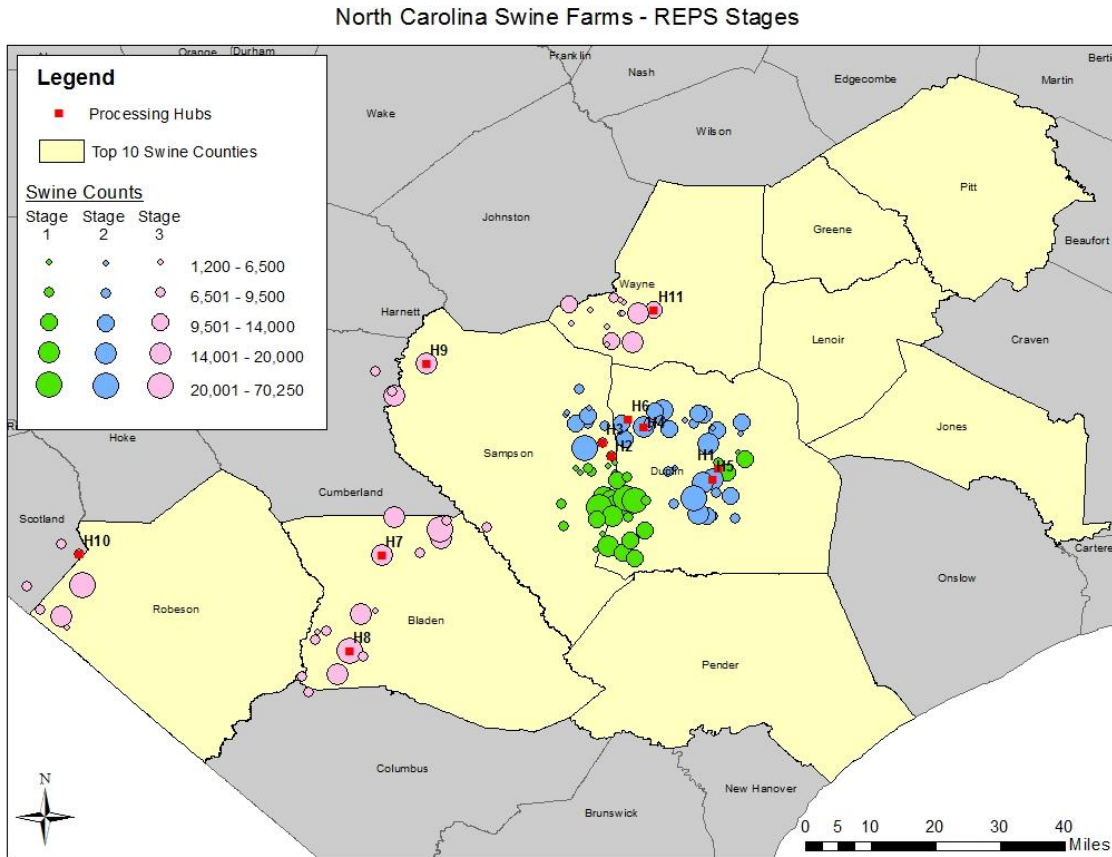 North Carolina Swine Farms - REPS Stages
Legend
Processing Hubs
Top 10 Swine Counties
Swine Counts
Stage Stage Stage
1 2 3
1,200 - 6,500
6,501 - 9,500
9,501 - 14,000
14,001 - 20,000
20,001 - 70,250
Orange Durham
Franklin
Nash
Edgecombe
Martin
Berti
Wake
Wilson
Pitt
Johnston
Greene
Beaufort
Wayne
H11
Harnett
Lenoir
Craven
H9
Hoke
Jones
H6
H4
H3
H2
Sampson
H1
Duplin
H5
Cumberland
Scotland
H10
H7
Cartere
Onslow
Robeson
Bladen
H8
Pender
Columbus
New Hanover
Brunswick
N
0 5 10 20 30 40
Miles